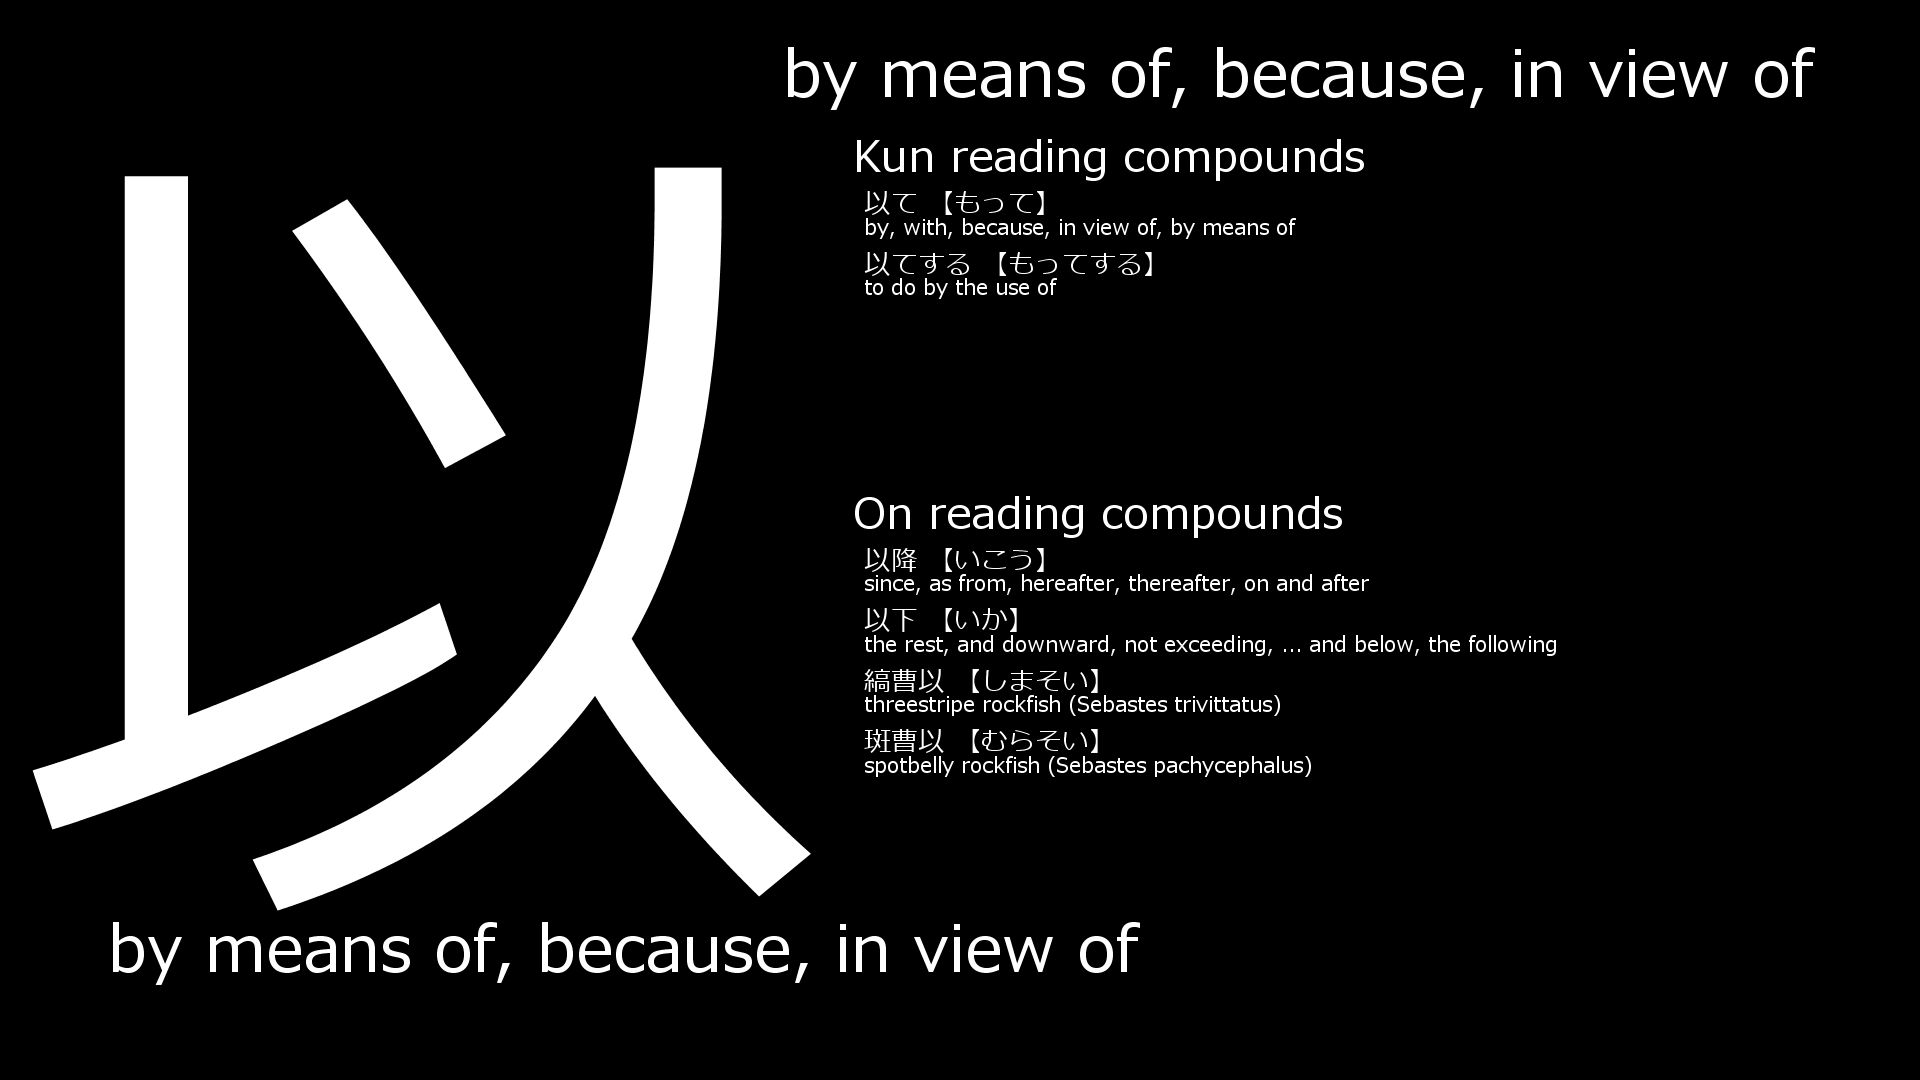 by means of, because, in view of
以
Kun reading compounds
以て 【もって】
by, with, because, in view of, by means of
以てする 【もってする】
to do by the use of
On reading compounds
以降 【いこう】
since, as from, hereafter, thereafter, on and after
以下 【いか】
the rest, and downward, not exceeding, ... and below, the following
縞曹以 【しまそい】
threestripe rockfish (Sebastes trivittatus)
斑曹以 【むらそい】
spotbelly rockfish (Sebastes pachycephalus)
by means of, because, in view of